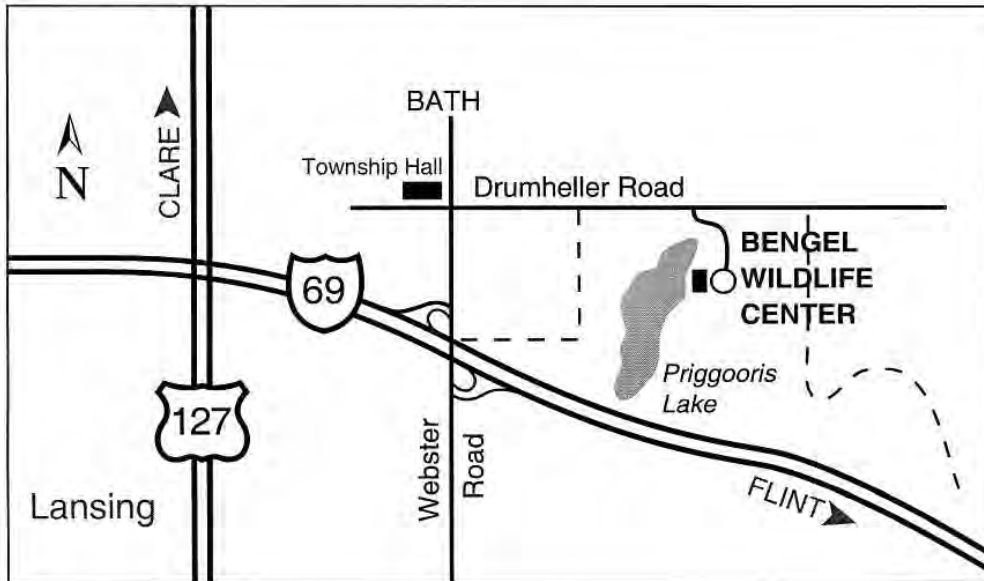 BATH
Township Hall
Drumheller Road
N
CLARE
BENGEL
WILDLIFE
CENTER
69
Priggooris
Lake
127
Webster
Road
Lansing
FLINT